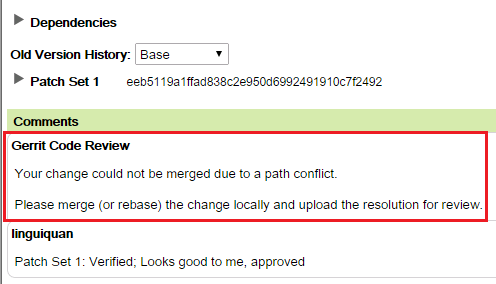 Dependencies
Old Version History: Base
Patch Set 1 eeb5119a1ffad838c2e950d6992491910c7f2492
Comments
Gerrit Code Review
Your change could not be merged due to a path conflict.
Please merge (or rebase) the change locally and upload the resolution for review.
linguiquan
Patch Set 1: Verified; Looks good to me, approved